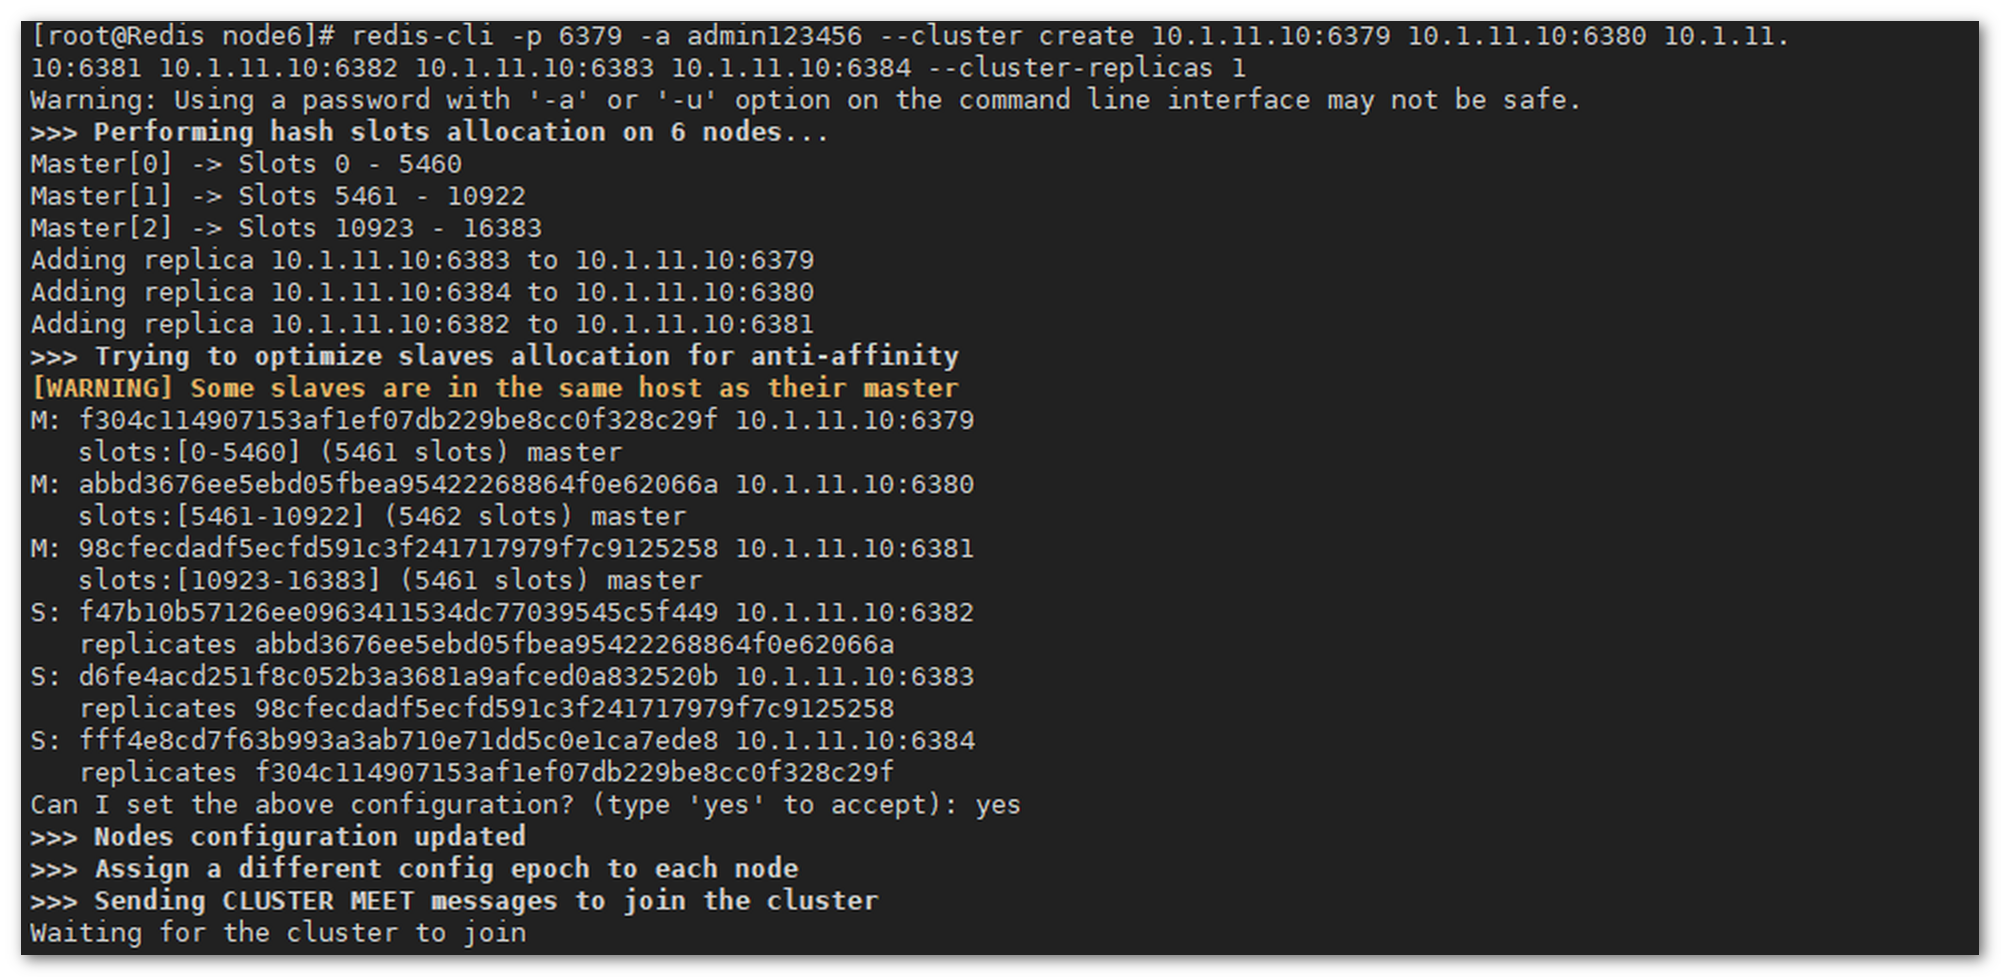 [root@Redis node6]# redis-cli -p 6379 -a admin123456 --cluster create 10.1.11.10:6379 10.1.11.10:6380 10.1.11.
10:6381 10.1.11.10:6382 10.1.11.10:6383 10.1.11.10:6384 --cluster-replicas 1
Warning: Using a password with '-a' or '-u' option on the command line interface may not be safe.
>>> Performing hash slots allocation on 6 nodes...
Master[0] -> Slots 0 - 5460
Master[1] -> Slots 5461 - 10922
Master[2] -> Slots 10923 - 16383
Adding replica 10.1.11.10:6383 to 10.1.11.10:6379
Adding replica 10.1.11.10:6384 to 10.1.11.10:6380
Adding replica 10.1.11.10:6382 to 10.1.11.10:6381
>>> Trying to optimize slaves allocation for anti-affinity
[WARNING] Some slaves are in the same host as their master
M: f304c114907153af1ef07db229be8cc0f328c29f 10.1.11.10:6379
   slots:[0-5460] (5461 slots) master
M: abbd3676ee5ebd05fbea95422268864f0e62066a 10.1.11.10:6380
   slots:[5461-10922] (5462 slots) master
M: 98cfecdadf5ecfd591c3f241717979f7c9125258 10.1.11.10:6381
   slots:[10923-16383] (5461 slots) master
S: f47b10b57126ee0963411534dc77039545c5f449 10.1.11.10:6382
   replicates abbd3676ee5ebd05fbea95422268864f0e62066a
S: d6fe4acd251f8c052b3a3681a9afced0a832520b 10.1.11.10:6383
   replicates 98cfecdadf5ecfd591c3f241717979f7c9125258
S: fff4e8cd7f63b993a3ab710e71dd5c0e1ca7ede8 10.1.11.10:6384
   replicates f304c114907153af1ef07db229be8cc0f328c29f
Can I set the above configuration? (type 'yes' to accept): yes
>>> Nodes configuration updated
>>> Assign a different config epoch to each node
>>> Sending CLUSTER MEET messages to join the cluster
Waiting for the cluster to join